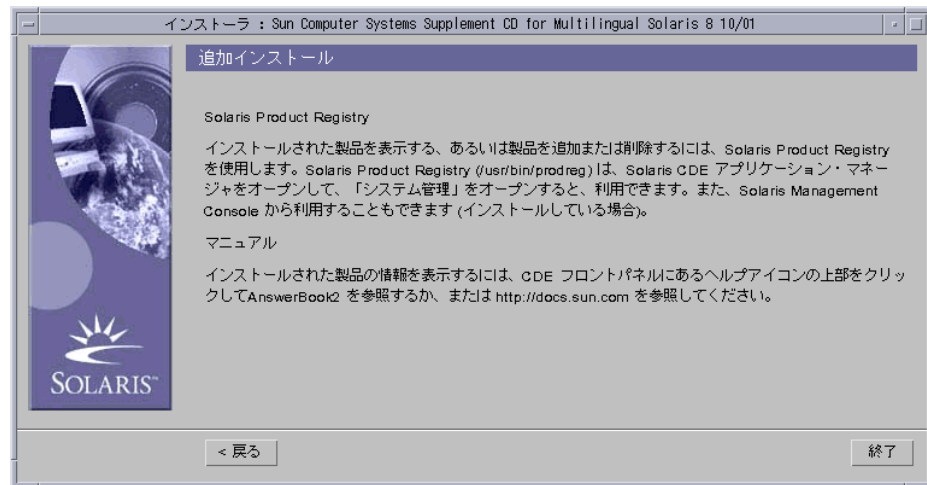 インストーラ : Sun Computer Systems Supplement CD for Multilingual Solaris 8 10/01
追加インストール
Solaris Product Registry
インストールされた製品を表示する、あるいは製品を追加または削除するには、Solaris Product Registry
を使用します。Solaris Product Registry (/usr/bin/prodreg) は、Solaris CDE アプリケーション・マネー
ジャをオープンして、「システム管理」をオープンすると、利用できます。また、Solaris Management
Console から利用することもできます (インストールしている場合)。
マニュアル
インストールされた製品の情報を表示するには、CDE フロントパネルにあるヘルプアイコンの上部をクリッ
クしてAnswerBook2 を参照するか、または http://docs.sun.com を参照してください。
SOLARIS™
< 戻る
終了